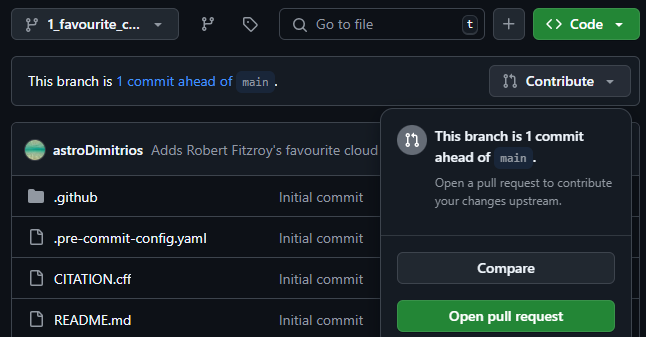 1_favourite_c...
Go to file
t
Code
This branch is 1 commit ahead of main .
Contribute
This branch is 1 commit
ahead of main .
Open a pull request to contribute
your changes upstream.
Compare
Open pull request
astroDimitrios Adds Robert Fitzroy's favourite cloud
.github Initial commit
.pre-commit-config.yaml Initial commit
CITATION.cff Initial commit
README.md Initial commit